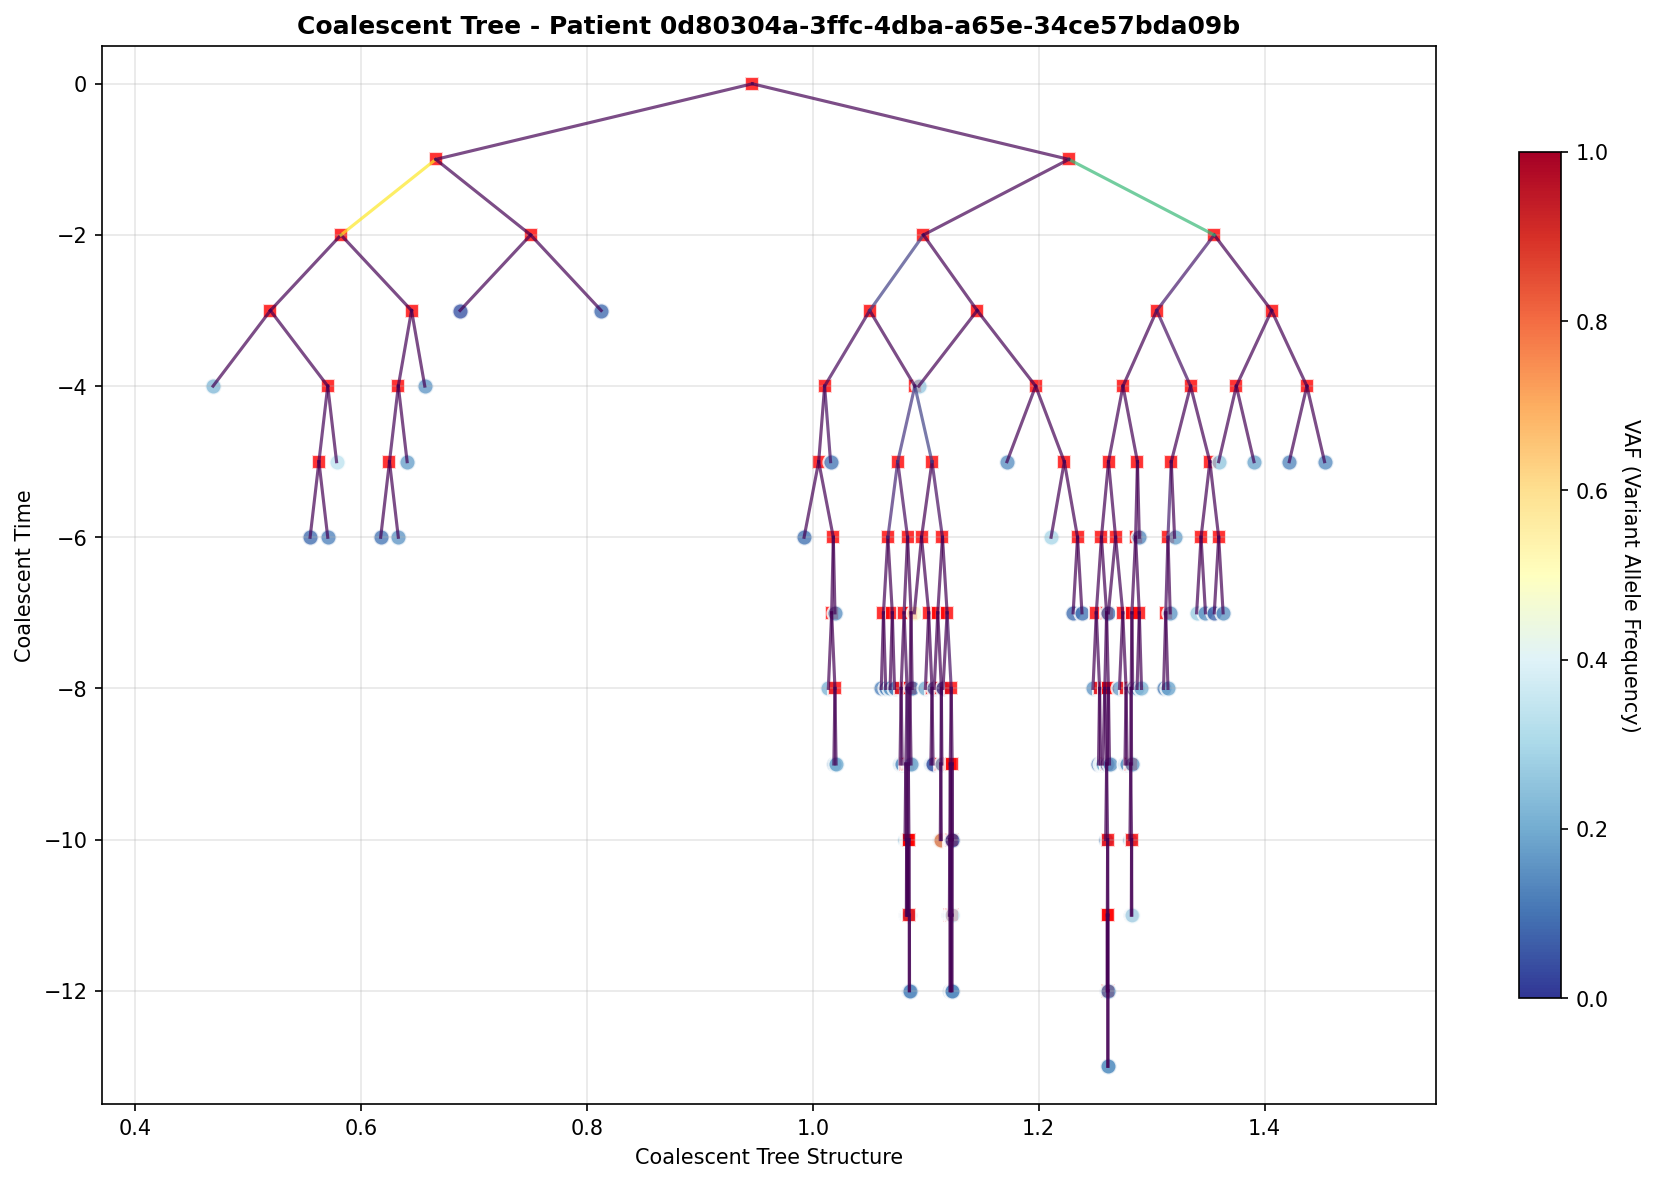 Coalescent Tree - Patient 0d80304a-3ffc-4dba-a65e-34ce57bda09b
0
−2
−4
−6
−8
−10
−12
Coalescent Time
0.4 0.6 0.8 1.0 1.2 1.4
Coalescent Tree Structure
1.0
0.8
0.6
0.4
0.2
0.0
VAF (Variant Allele Frequency)